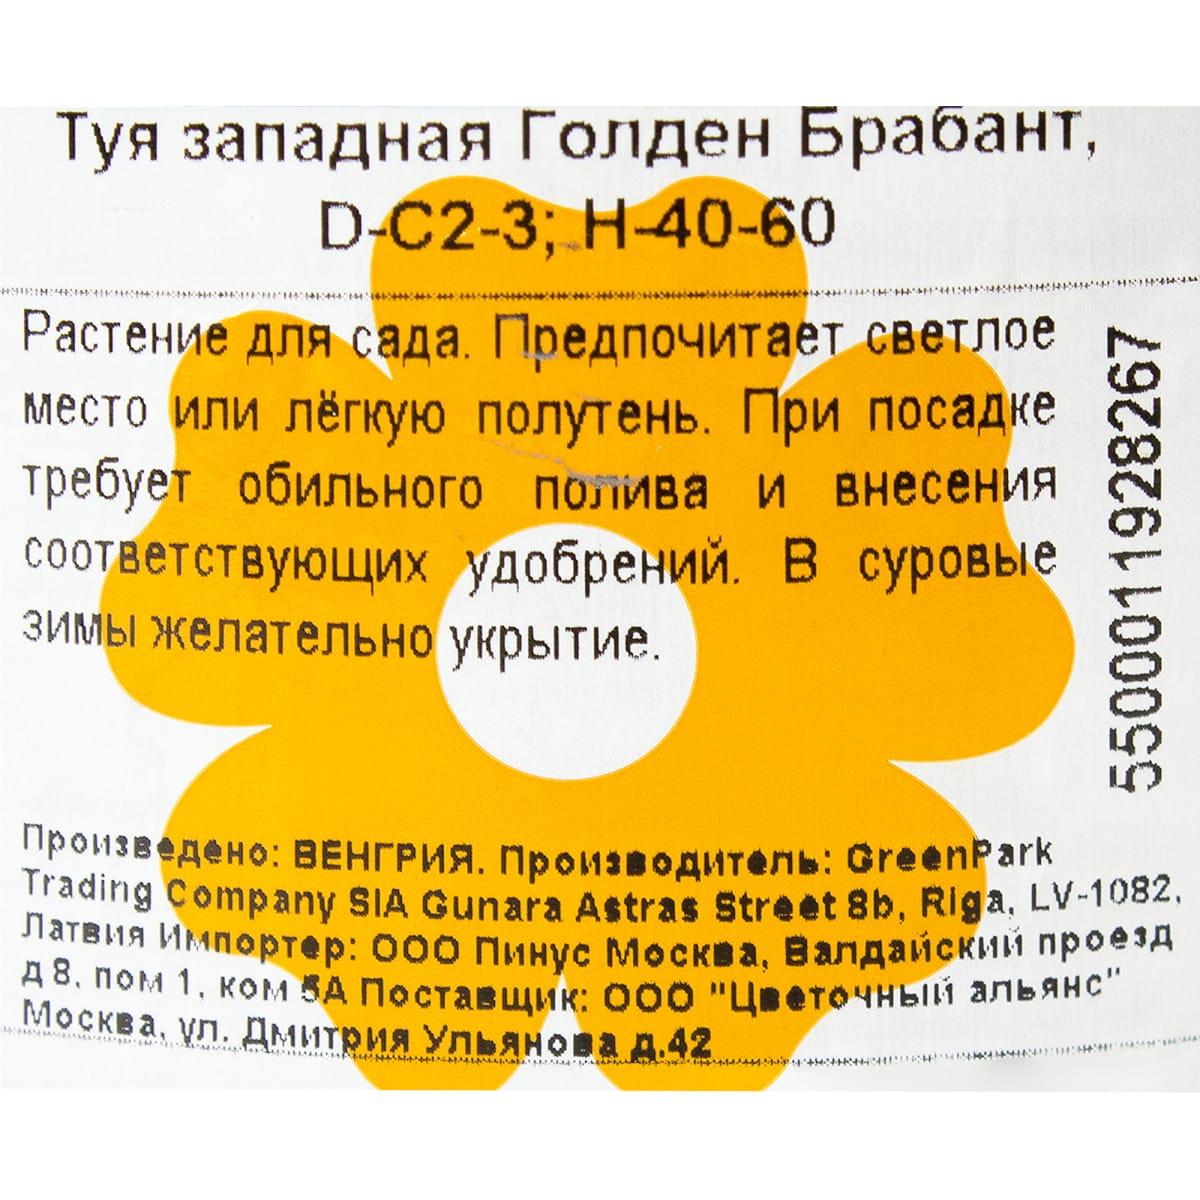 Туя западная Голден Брабант,
D-C2-3; H-40-60
Растение для сада. Предпочитает светлое
место или лёгкую полутень. При посадке
требует обильного полива и внесения
соответствующих удобрений. В суровые
зимы желательно укрытие.
5500011928267
Произведено: ВЕНГРИЯ. Производитель: GreenPark
Trading Company SIA Gunara Astras Street 8b, Riga, LV-1082,
Латвия Импортер: ООО Пинус Москва, Валдайский проезд
д 8, пом 1, ком 5А Поставщик: ООО "Цветочный альянс"
Москва, ул. Дмитрия Ульянова д.42